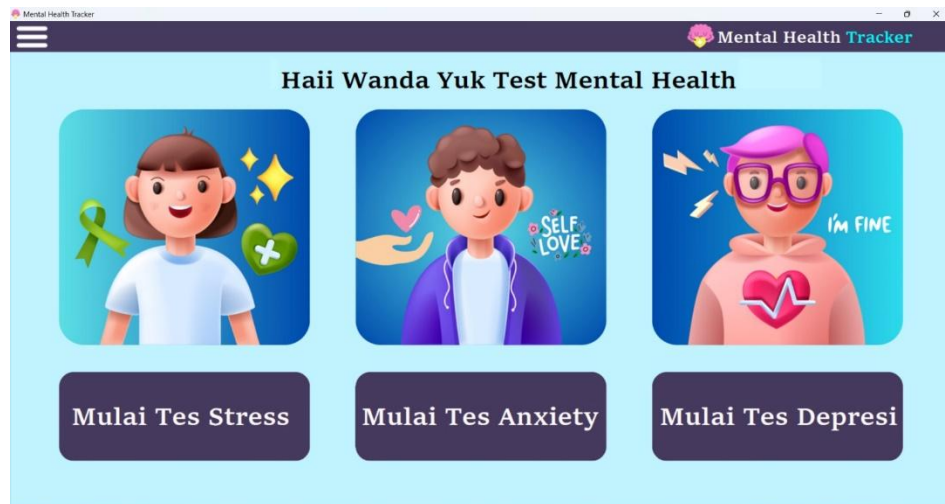 Mental Health Tracker
Mental Health Tracker
Haii Wanda Yuk Test Mental Health
SELF
LOVE
I'M FINE
Mulai Tes Stress
Mulai Tes Anxiety
Mulai Tes Depresi